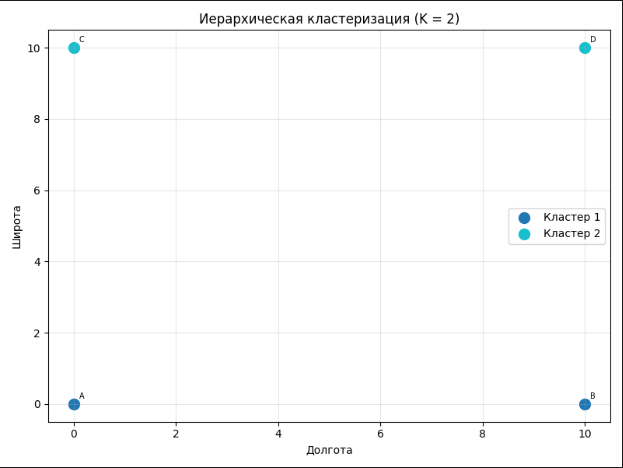 Иерархическая кластеризация (K = 2)
C
D
10
8
6
4
2
0
Широта
Кластер 1
Кластер 2
A
B
0
2
4
6
8
10
Долгота